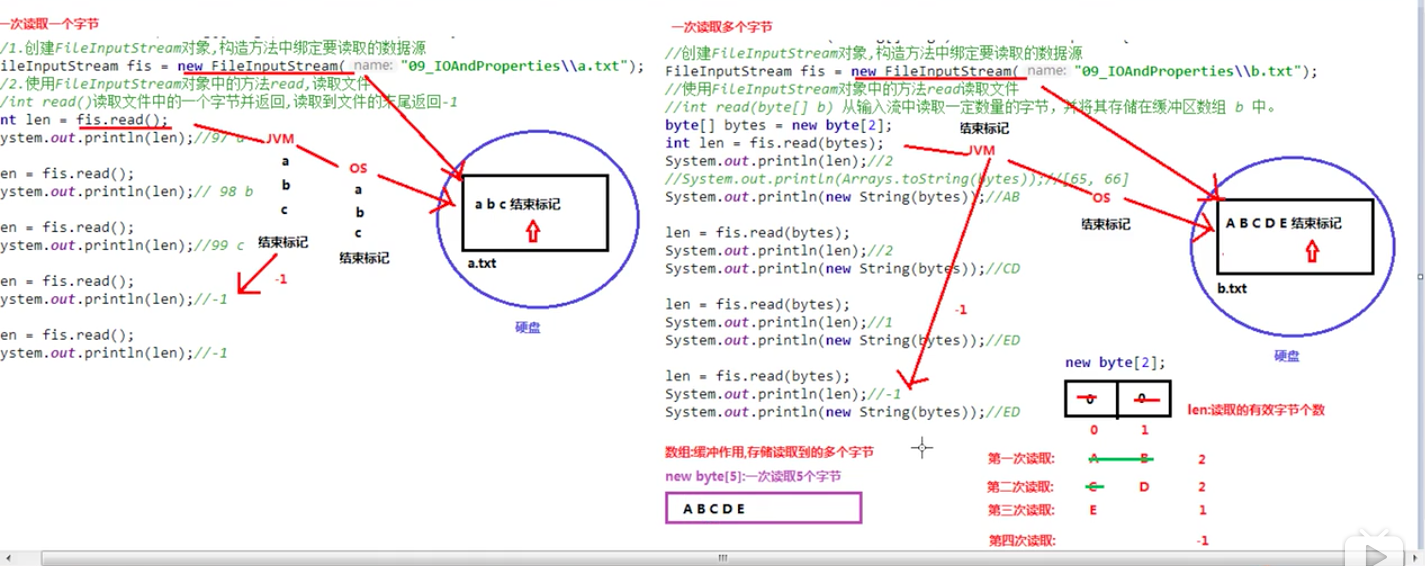 一次读取一个字节
/1.创建FileInputStream对象,构造方法中绑定要读取的数据源
ileInputStream fis = new FileInputStream( name: "09_IOAndProperties\\a.txt");
/2.使用FileInputStream对象中的方法read,读取文件
/int read()读取文件中的一个字节并返回,读取到文件的末尾返回-1
nt len = fis.read();
ystem.out.println(len);//97 a
en = fis.read();
ystem.out.println(len);// 98 b
en = fis.read();
ystem.out.println(len);//99 c
en = fis.read();
ystem.out.println(len);//-1
en = fis.read();
ystem.out.println(len);//-1
JVM
a
b
c
结束标记
-1
OS
a
b
c
结束标记
a b c 结束标记
a.txt
硬盘
一次读取多个字节
//创建FileInputStream对象,构造方法中绑定要读取的数据源
FileInputStream fis = new FileInputStream( name: "09_IOAndProperties\\b.txt");
//使用FileInputStream对象中的方法read读取文件
//int read(byte[] b) 从输入流中读取一定数量的字节，并将其存储在缓冲区数组 b 中。
byte[] bytes = new byte[2];
int len = fis.read(bytes);
System.out.println(len);//2
//System.out.println(Arrays.toString(bytes));//[65, 66]
System.out.println(new String(bytes));//AB
len = fis.read(bytes);
System.out.println(len);//2
System.out.println(new String(bytes));//CD
len = fis.read(bytes);
System.out.println(len);//1
System.out.println(new String(bytes));//ED
len = fis.read(bytes);
System.out.println(len);//-1
System.out.println(new String(bytes));//ED
结束标记
JVM
-1
OS
结束标记
A B C D E 结束标记
b.txt
硬盘
new byte[2];
0 0
len:读取的有效字节个数
0 1
第一次读取: A B 2
第二次读取: C D 2
第三次读取: E 1
第四次读取: -1
数组:缓冲作用,存储读取到的多个字节
new byte[5]:一次读取5个字节
A B C D E